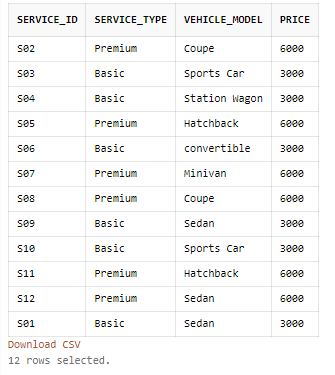 SERVICE_ID SERVICE_TYPE VEHICLE_MODEL PRICE
S02 Premium Coupe 6000
S03 Basic Sports Car 3000
S04 Basic Station Wagon 3000
S05 Premium Hatchback 6000
S06 Basic convertible 3000
S07 Premium Minivan 6000
S08 Premium Coupe 6000
S09 Basic Sedan 3000
S10 Basic Sports Car 3000
S11 Premium Hatchback 6000
S12 Premium Sedan 6000
S01 Basic Sedan 3000
Download CSV
12 rows selected.